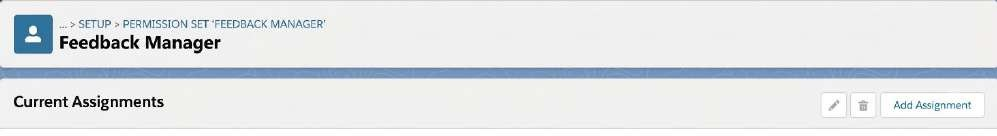 ... > SETUP > PERMISSION SET 'FEEDBACK MANAGER'
Feedback Manager
Current Assignments
Add Assignment